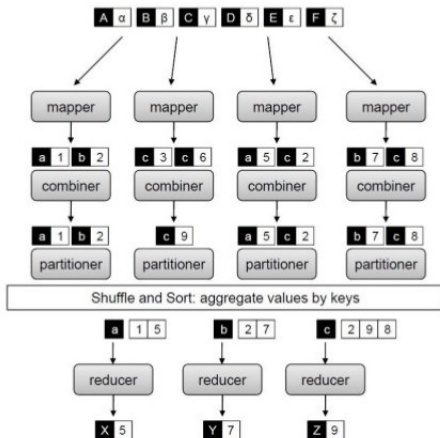 A α B β C γ D δ E ε F ζ
mapper mapper mapper mapper
a 1 b 2 c 3 c 6 a 5 c 2 b 7 c 8
combiner combiner combiner combiner
a 1 b 2 c 9 a 5 c 2 b 7 c 8
partitioner partitioner partitioner partitioner
Shuffle and Sort: aggregate values by keys
a 1 5 b 2 7 c 2 9 8
reducer reducer reducer
X 5 Y 7 Z 9